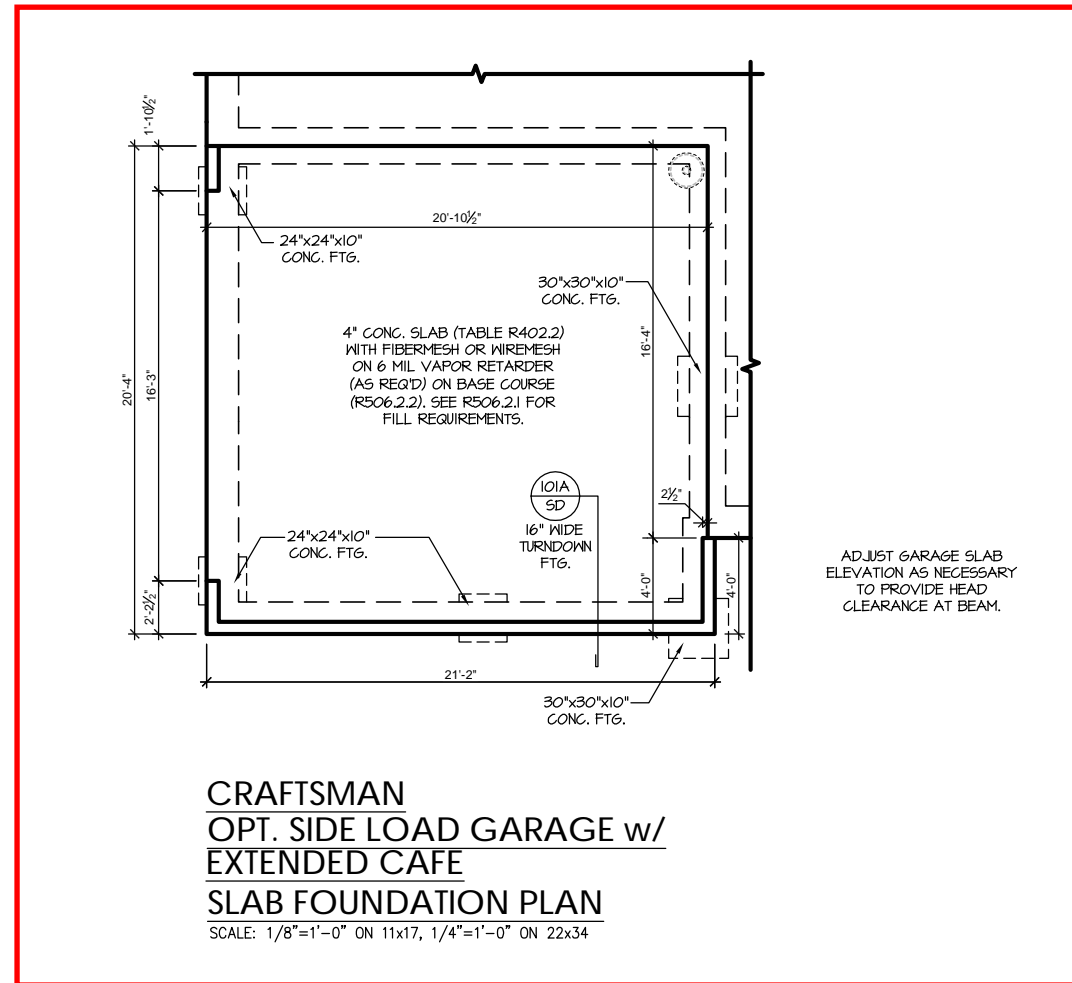 1'-10½"
20'-10½"
24"x24"x10"
CONC. FTG.
30"x30"x10"
CONC. FTG.
4" CONC. SLAB (TABLE R402.2)
WITH FIBERMESH OR WIREMESH
ON 6 MIL VAPOR RETARDER
(AS REQ'D) ON BASE COURSE
(R506.2.2). SEE R506.2.1 FOR
FILL REQUIREMENTS.
16'-4"
20'-4"
16'-3"
101A
SD
16" WIDE
TURNDOWN
FTG.
2½"
24"x24"x10"
CONC. FTG.
ADJUST GARAGE SLAB
ELEVATION AS NECESSARY
TO PROVIDE HEAD
CLEARANCE AT BEAM.
4'-0"
4'-0"
2'-2½"
21'-2"
30"x30"x10"
CONC. FTG.
CRAFTSMAN
OPT. SIDE LOAD GARAGE w/
EXTENDED CAFE
SLAB FOUNDATION PLAN
SCALE: 1/8"=1'-0" ON 11x17, 1/4"=1'-0" ON 22x34